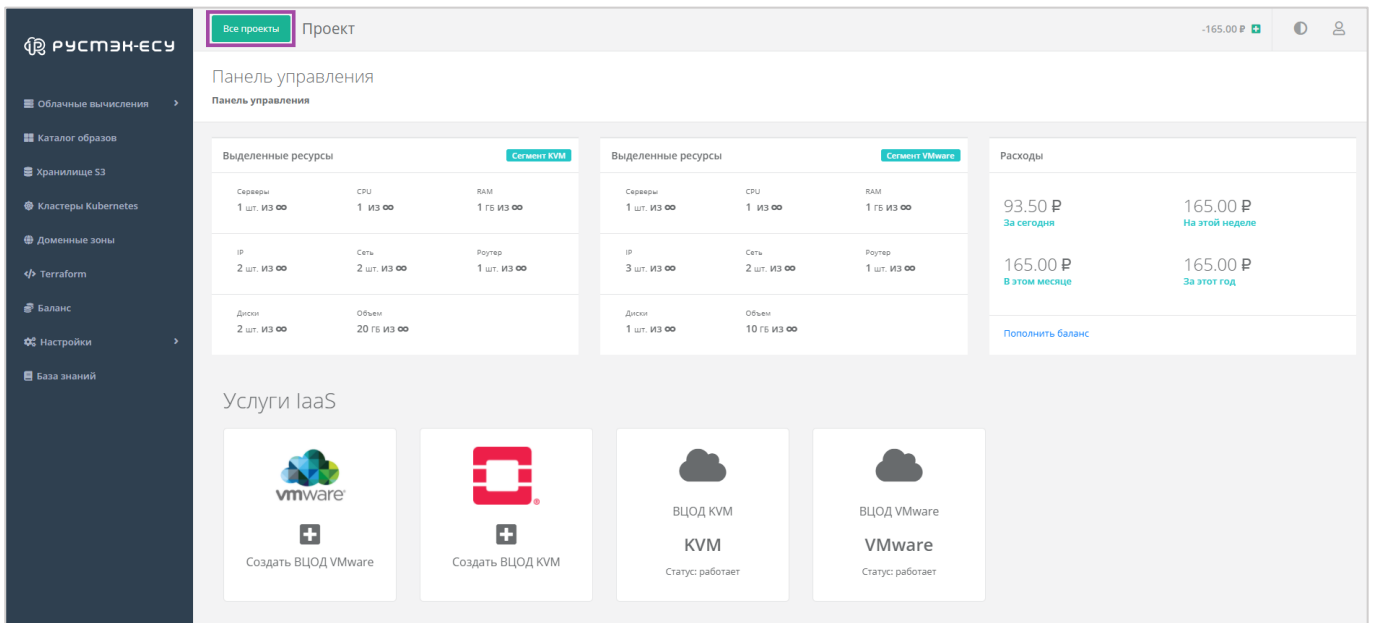 РУСТЭК-ЕСУ
Все проекты Проект -165.00 ₽
Облачные вычисления
Каталог образов
Хранилище S3
Кластеры Kubernetes
Доменные зоны
Terraform
Баланс
Настройки
База знаний
Панель управления
Панель управления
Выделенные ресурсы Сегмент KVM
Серверы CPU RAM
1 шт. из ∞ 1 из ∞ 1 ГБ из ∞
IP Сеть Роутер
2 шт. из ∞ 2 шт. из ∞ 1 шт. из ∞
Диски Объем
2 шт. из ∞ 20 ГБ из ∞
Выделенные ресурсы Сегмент VMware
Серверы CPU RAM
1 шт. из ∞ 1 из ∞ 1 ГБ из ∞
IP Сеть Роутер
3 шт. из ∞ 2 шт. из ∞ 1 шт. из ∞
Диски Объем
1 шт. из ∞ 10 ГБ из ∞
Расходы
93.50 ₽ 165.00 ₽
За сегодня На этой неделе
165.00 ₽ 165.00 ₽
В этом месяце За этот год
Пополнить баланс
Услуги IaaS
vmware®
Создать ВЦОД VMware
®
Создать ВЦОД KVM
ВЦОД KVM
KVM
Статус: работает
ВЦОД VMware
VMware
Статус: работает